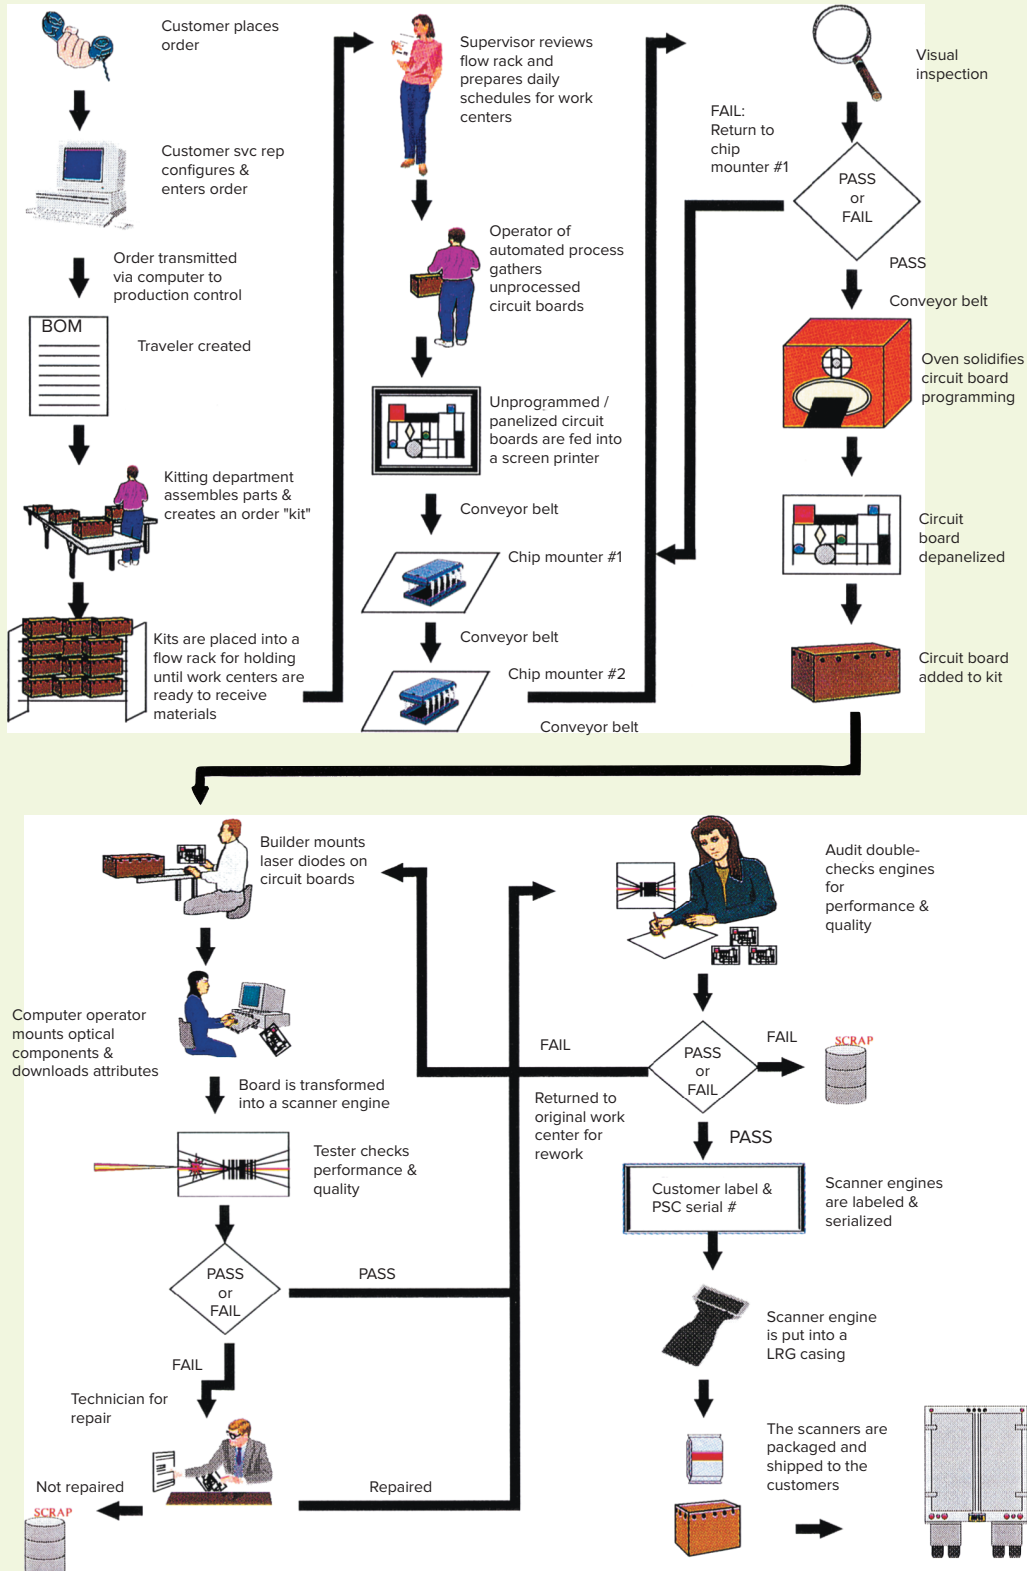 Customer places
order
Customer svc rep
configures &
enters order
Order transmitted
via computer to
production control
BOM
Traveler created
Kitting department
assembles parts &
creates an order "kit"
Kits are placed into a
flow rack for holding
until work centers are
ready to receive
materials
Supervisor reviews
flow rack and
prepares daily
schedules for work
centers
Operator of
automated process
gathers
unprocessed
circuit boards
Unprogrammed /
panelized circuit
boards are fed into
a screen printer
Conveyor belt
Chip mounter #1
Conveyor belt
Chip mounter #2
Conveyor belt
Visual
inspection
FAIL:
Return to
chip
mounter #1
PASS
or
FAIL
PASS
Conveyor belt
Oven solidifies
circuit board
programming
Circuit
board
depanelized
Circuit board
added to kit
Builder mounts
laser diodes on
circuit boards
Computer operator
mounts optical
components &
downloads attributes
Board is transformed
into a scanner engine
Tester checks
performance &
quality
PASS
or
FAIL
PASS
FAIL
Technician for
repair
Not repaired
SCRAP
Repaired
Audit double-
checks engines
for
performance &
quality
PASS
or
FAIL
FAIL
SCRAP
FAIL
Returned to
original work
center for
rework
PASS
Customer label &
PSC serial #
Scanner engines
are labeled &
serialized
Scanner engine
is put into a
LRG casing
The scanners are
packaged and
shipped to the
customers